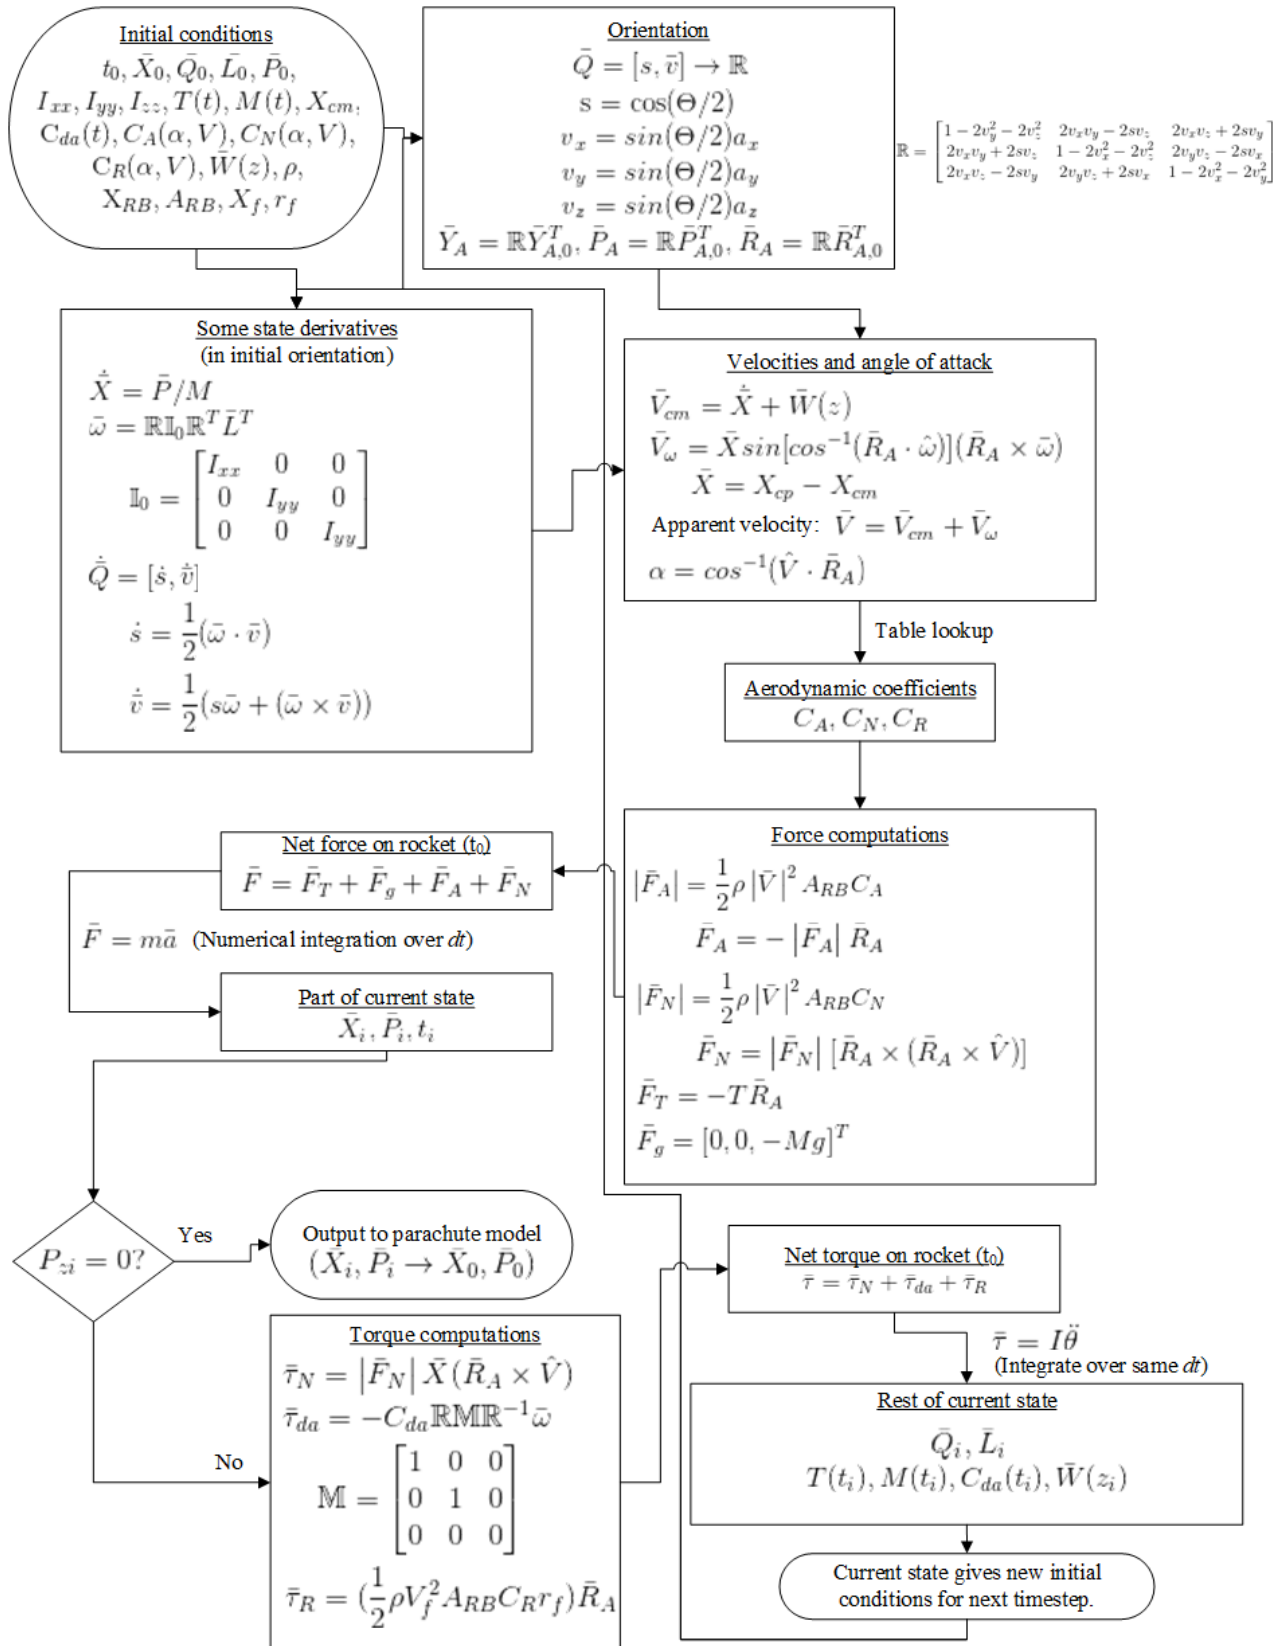 Initial conditions
t₀, X̄₀, Q̄₀, L̄₀, P̄₀,
Iₓₓ, I_yy, I_zz, T(t), M(t), X_cm,
C_da(t), C_A(α, V), C_N(α, V),
C_R(α, V), W̄(z), ρ,
X_RB, A_RB, X_f, r_f
Orientation
Q̄ = [s, v̄] → ℝ
s = cos(Θ/2)
v_x = sin(Θ/2)a_x
v_y = sin(Θ/2)a_y
v_z = sin(Θ/2)a_z
Ȳ_A = ℝȲ_{A,0}^T, P̄_A = ℝP̄_{A,0}^T, R̄_A = ℝR̄_{A,0}^T
ℝ = [1 − 2v_y² − 2v_z² 2v_xv_y − 2sv_z 2v_xv_z + 2sv_y
2v_xv_y + 2sv_z 1 − 2v_x² − 2v_z² 2v_yv_z − 2sv_x
2v_xv_z − 2sv_y 2v_yv_z + 2sv_x 1 − 2v_x² − 2v_y²]
Some state derivatives
(in initial orientation)
Ẋ̄ = P̄/M
ω̄ = ℝ𝕀₀ℝ^T L̄^T
𝕀₀ = [I_xx 0 0
0 I_yy 0
0 0 I_yy]
Q̄̇ = [ṡ, v̄̇]
ṡ = 1/2(ω̄ · v̄)
v̄̇ = 1/2(sω̄ + (ω̄ × v̄))
Velocities and angle of attack
V̄_cm = X̄̇ + W̄(z)
V̄_ω = X̄sin[cos⁻¹(R̄_A · ω̂)](R̄_A × ω̄)
X̄ = X_cp − X_cm
Apparent velocity: V̄ = V̄_cm + V̄_ω
α = cos⁻¹(V̂ · R̄_A)
Table lookup
Aerodynamic coefficients
C_A, C_N, C_R
Force computations
|F̄_A| = 1/2 ρ |V̄|² A_RB C_A
F̄_A = − |F̄_A| R̄_A
|F̄_N| = 1/2 ρ |V̄|² A_RB C_N
F̄_N = |F̄_N| [R̄_A × (R̄_A × V̂)]
F̄_T = −TR̄_A
F̄_g = [0, 0, −Mg]^T
Net force on rocket (t₀)
F̄ = F̄_T + F̄_g + F̄_A + F̄_N
F̄ = mā (Numerical integration over dt)
Part of current state
X̄_i, P̄_i, t_i
P_zi = 0?
Yes
Output to parachute model
(X̄_i, P̄_i → X̄₀, P̄₀)
No
Torque computations
τ̄_N = |F̄_N| X̄(R̄_A × V̂)
τ̄_da = −C_da ℝ𝕄ℝ⁻¹ω̄
𝕄 = [1 0 0
0 1 0
0 0 0]
τ̄_R = (1/2 ρV_f² A_RB C_R r_f)R̄_A
Net torque on rocket (t₀)
τ̄ = τ̄_N + τ̄_da + τ̄_R
τ̄ = Iθ̈
(Integrate over same dt)
Rest of current state
Q̄_i, L̄_i
T(t_i), M(t_i), C_da(t_i), W̄(z_i)
Current state gives new initial
conditions for next timestep.